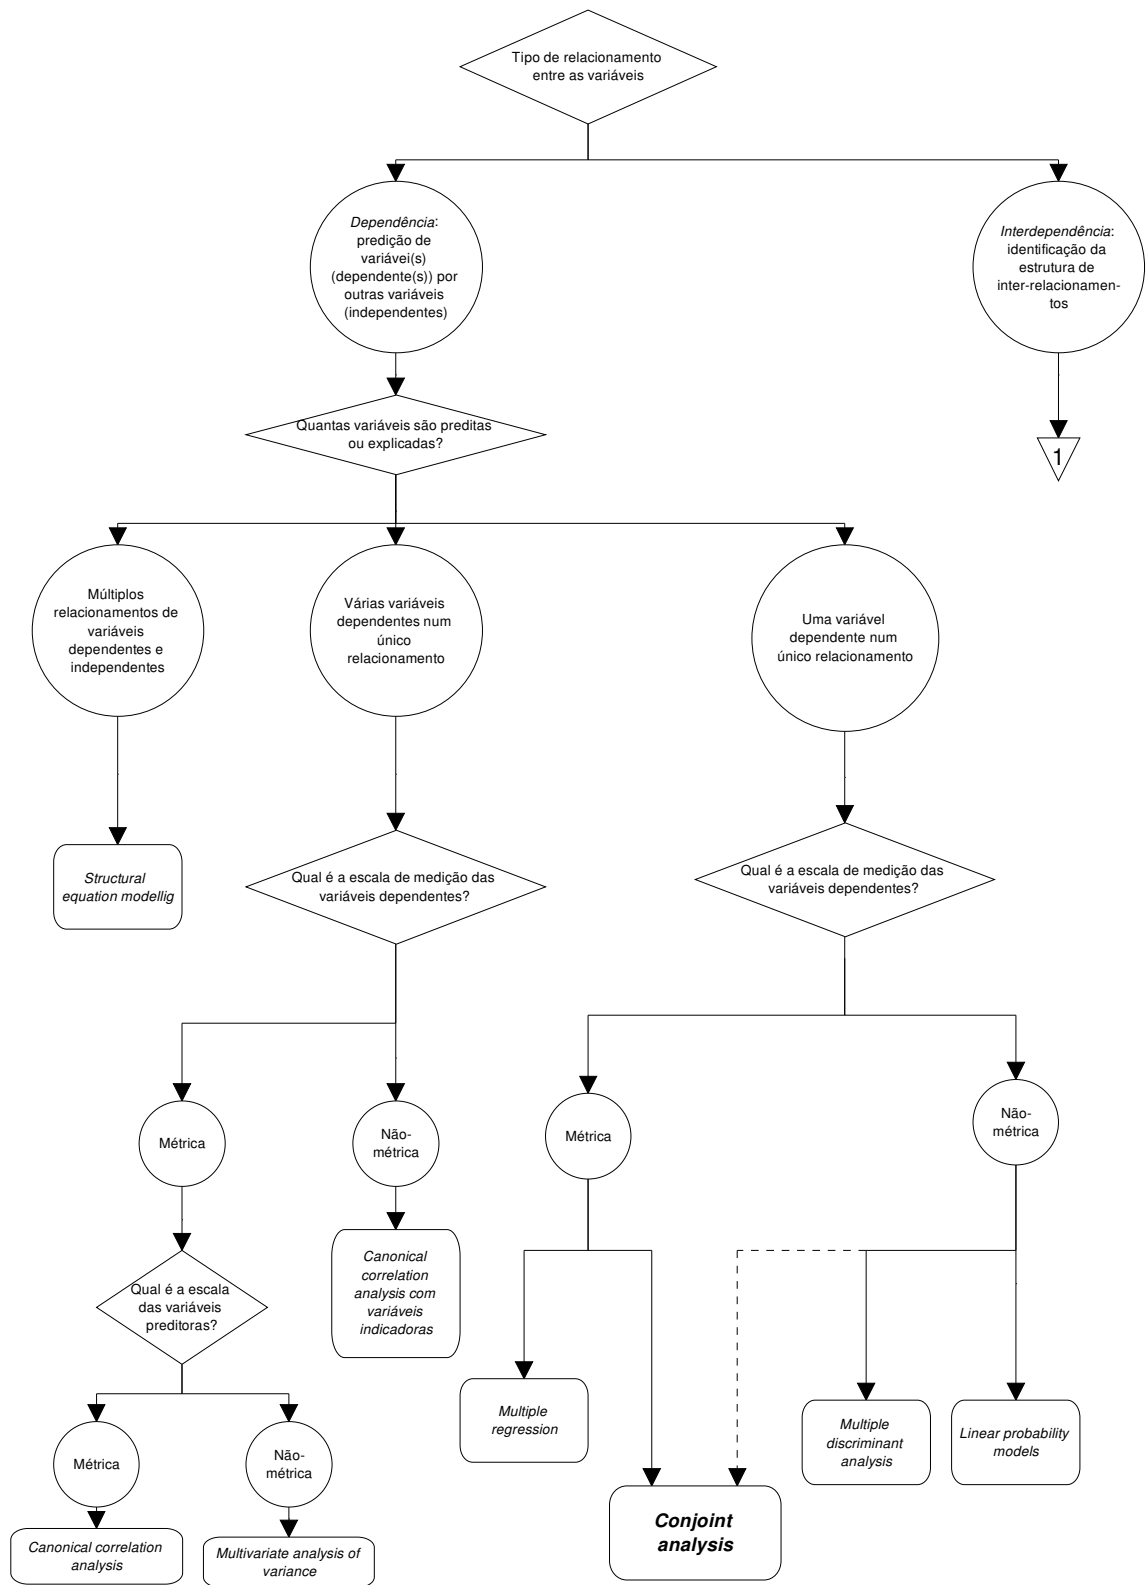 Tipo de relacionamento
entre as variáveis
Dependência:
predição de
variávei(s)
(dependente(s)) por
outras variáveis
(independentes)
Interdependência:
identificação da
estrutura de
inter-relacionamen-
tos
Quantas variáveis são preditas
ou explicadas?
1
Múltiplos
relacionamentos de
variáveis
dependentes e
independentes
Várias variáveis
dependentes num
único
relacionamento
Uma variável
dependente num
único relacionamento
Structural
equation modellig
Qual é a escala de medição das
variáveis dependentes?
Qual é a escala de medição das
variáveis dependentes?
Métrica
Não-
métrica
Métrica
Não-
métrica
Qual é a escala
das variáveis
preditoras?
Canonical
correlation
analysis com
variáveis
indicadoras
Métrica
Não-
métrica
Multiple
regression
Multiple
discriminant
analysis
Linear probability
models
Canonical correlation
analysis
Multivariate analysis of
variance
Conjoint
analysis